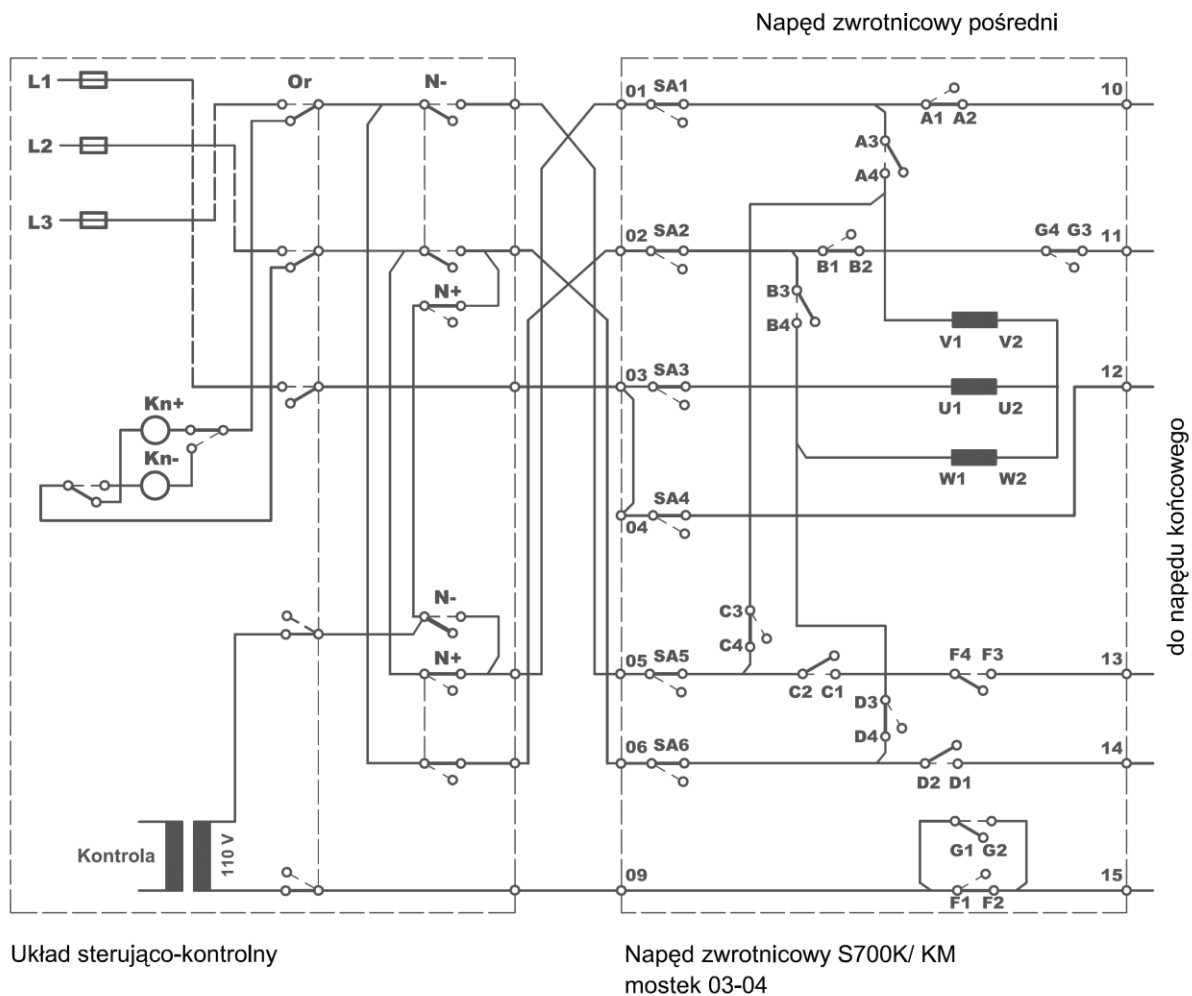 Napęd zwrotnicowy pośredni
L1
Or
N-
01 SA1
A1 A2
10
L2
A3
A4
L3
02 SA2
B1 B2
G4 G3
11
N+
B3
B4
V1 V2
03 SA3
12
Kn+
U1 U2
Kn-
W1 W2
SA4
04
do napędu końcowego
N-
C3
C4
N+
05 SA5
C2 C1
F4 F3
13
D3
D4
06 SA6
D2 D1
14
Kontrola
110 V
G1 G2
09
F1 F2
15
Układ sterująco-kontrolny
Napęd zwrotnicowy S700K/ KM
mostek 03-04